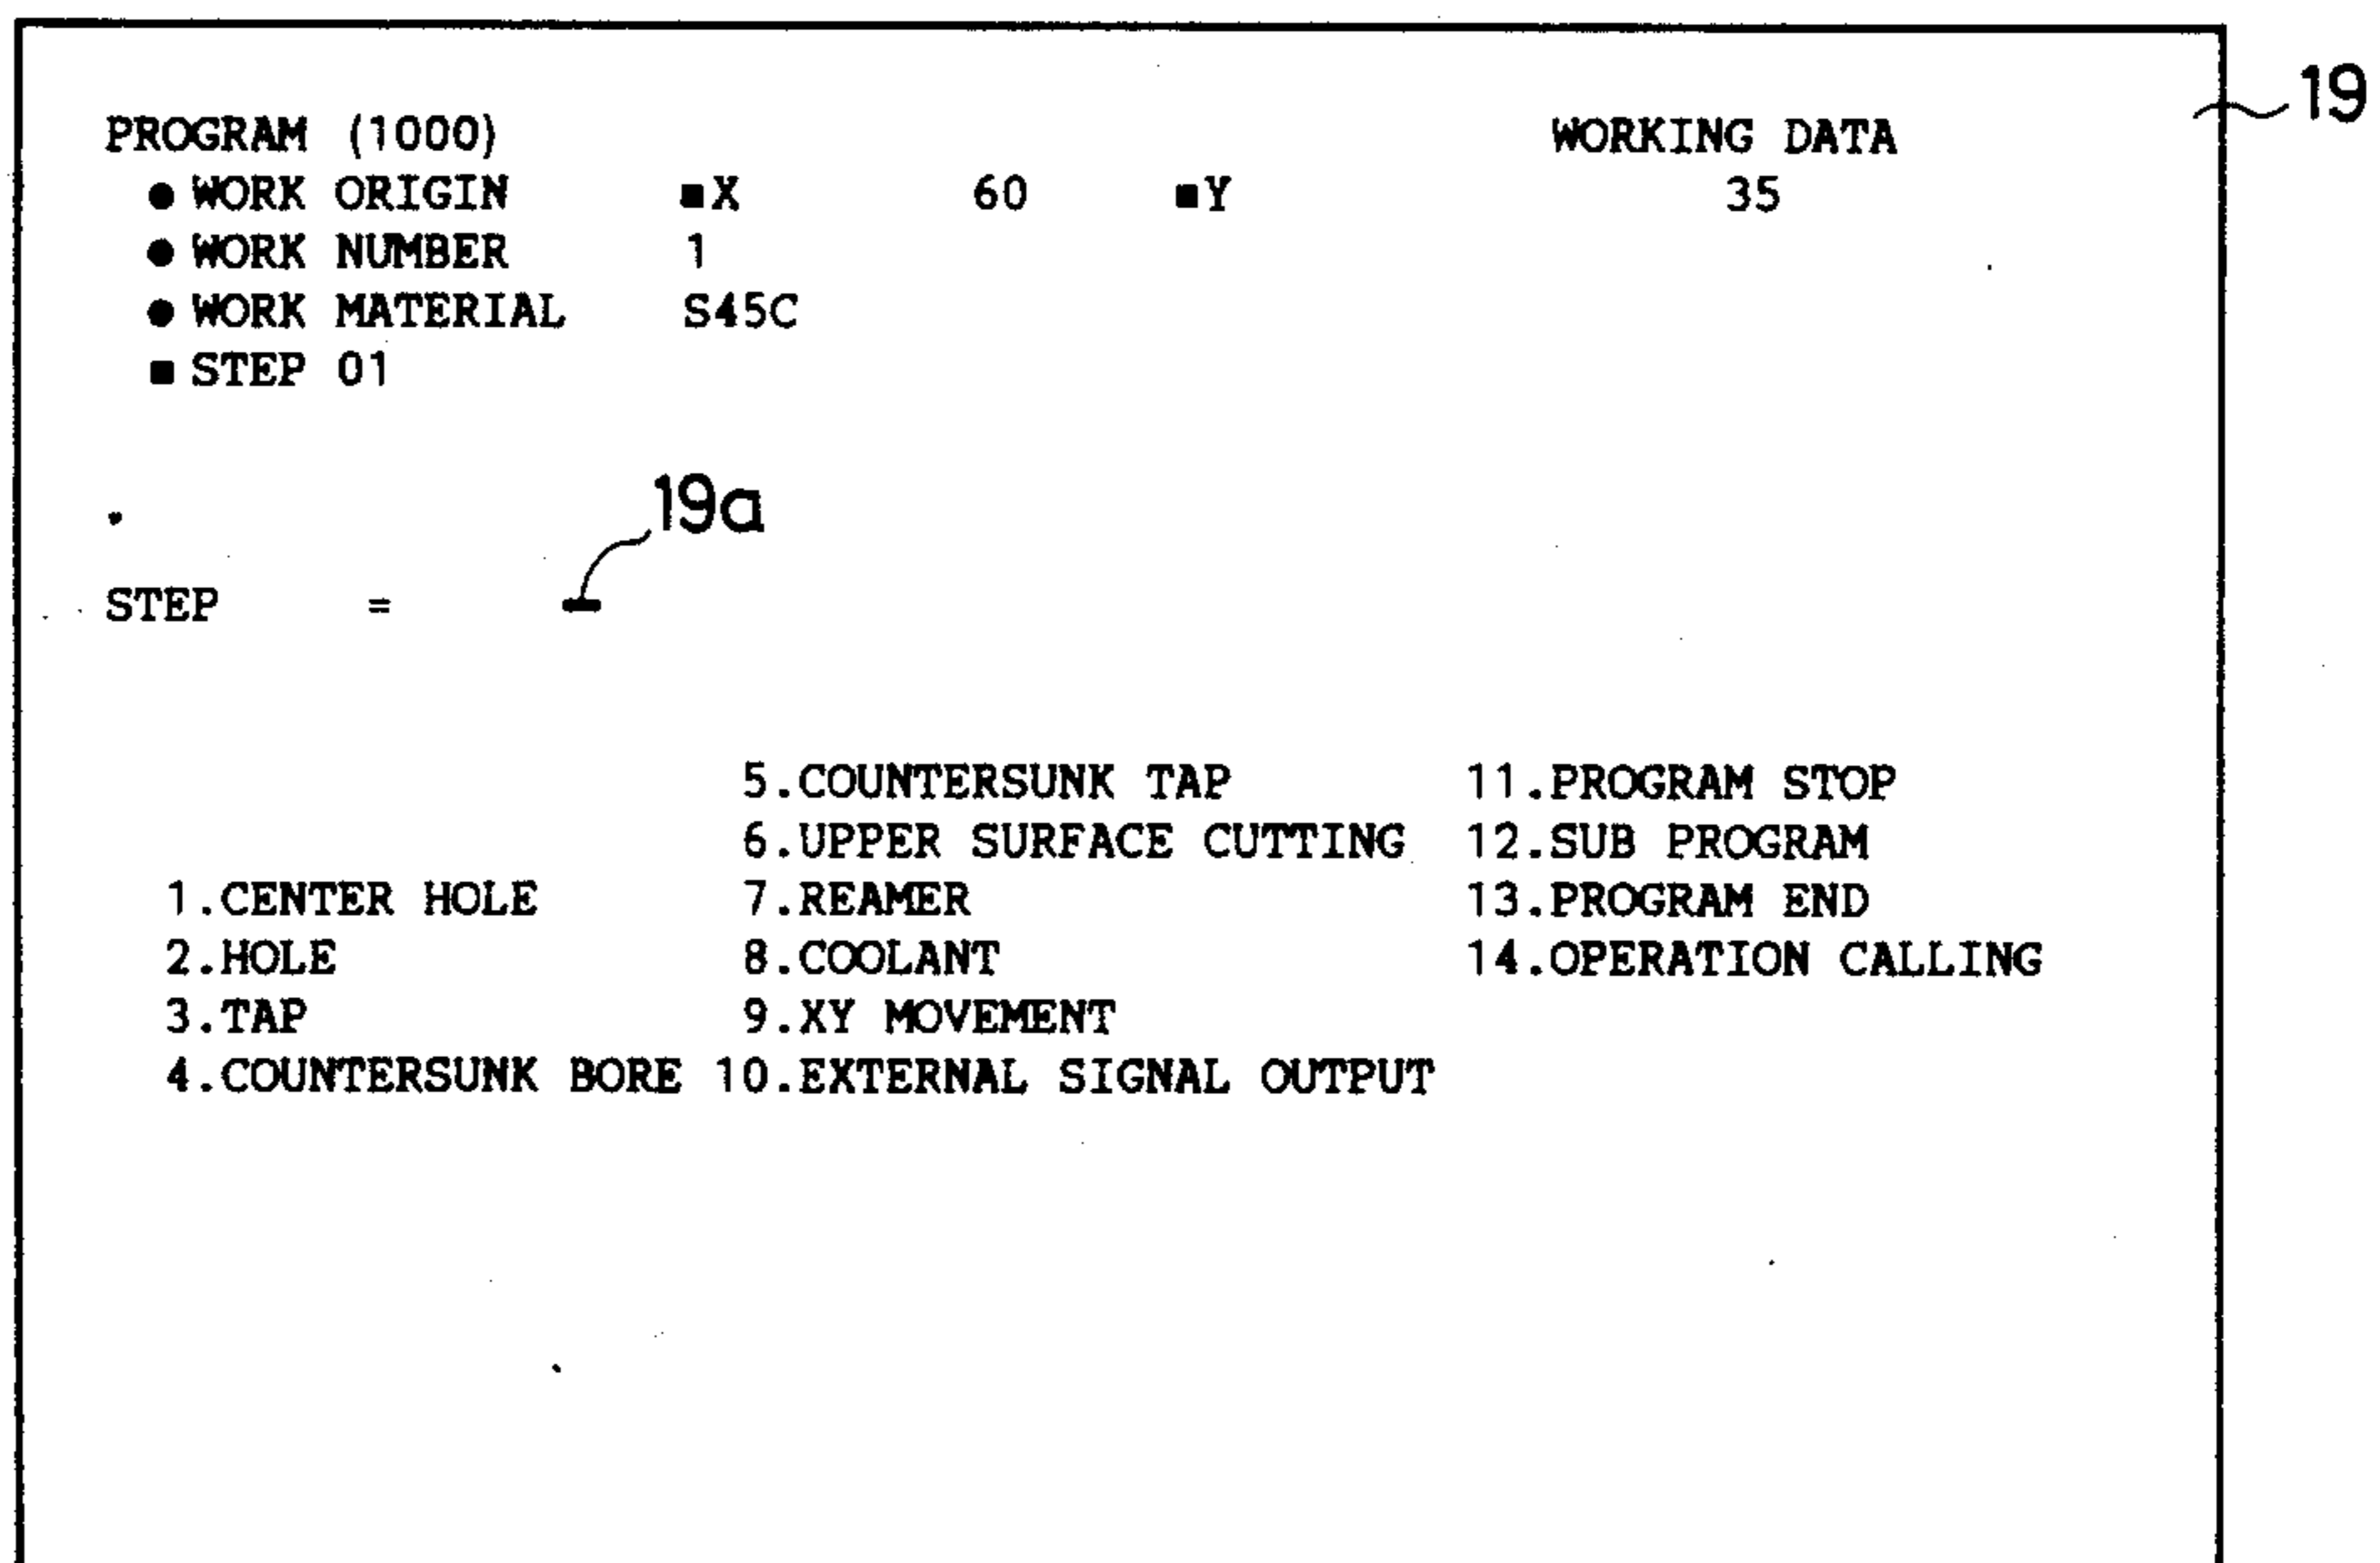 19
PROGRAM (1000) WORKING DATA
● WORK ORIGIN ■X 60 ■Y 35
● WORK NUMBER 1
● WORK MATERIAL S45C
■ STEP 01
19a
STEP =
5.COUNTERSUNK TAP 11.PROGRAM STOP
6.UPPER SURFACE CUTTING 12.SUB PROGRAM
1.CENTER HOLE 7.REAMER 13.PROGRAM END
2.HOLE 8.COOLANT 14.OPERATION CALLING
3.TAP 9.XY MOVEMENT
4.COUNTERSUNK BORE 10.EXTERNAL SIGNAL OUTPUT